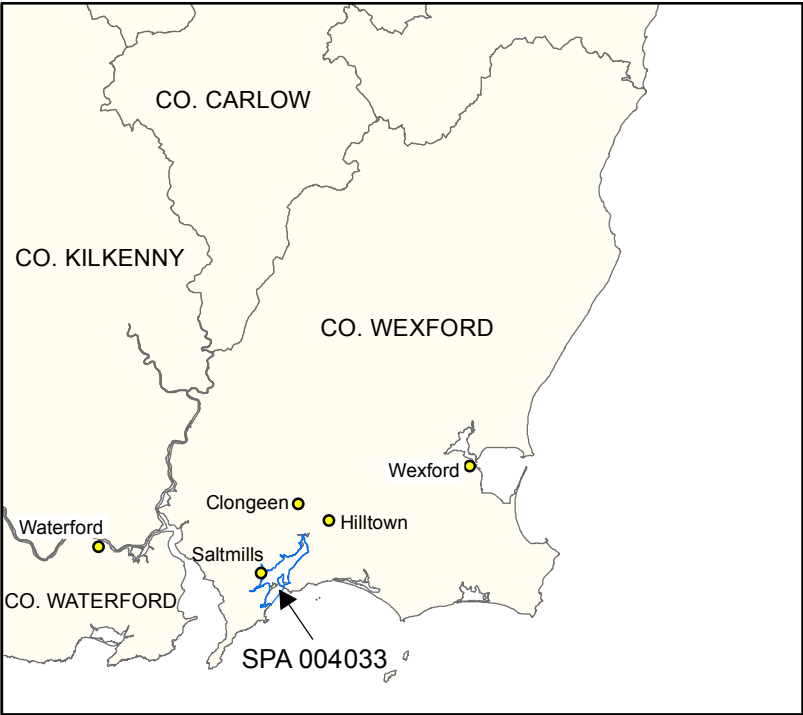 CO. CARLOW
CO. KILKENNY
CO. WEXFORD
Wexford
Clongeen
Hilltown
Waterford
Saltmills
CO. WATERFORD
SPA 004033